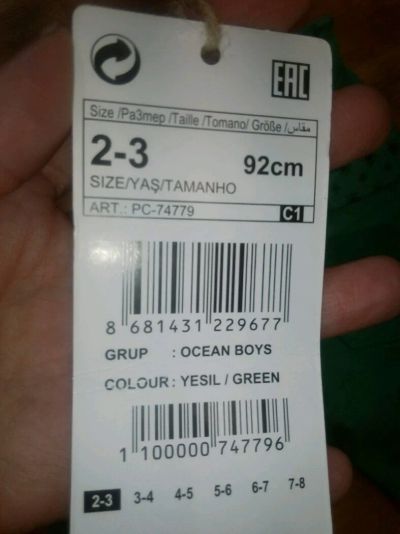 EAC
Size /Pa3mep /Taille /Tomano/ Größe /مقاس
2-3
92cm
SIZE/YAŞ/TAMANHO
ART.: PC-74779
C1
8 681431 229677
GRUP : OCEAN BOYS
COLOUR : YESIL / GREEN
1 100000 747796
2-3 3-4 4-5 5-6 6-7 7-8